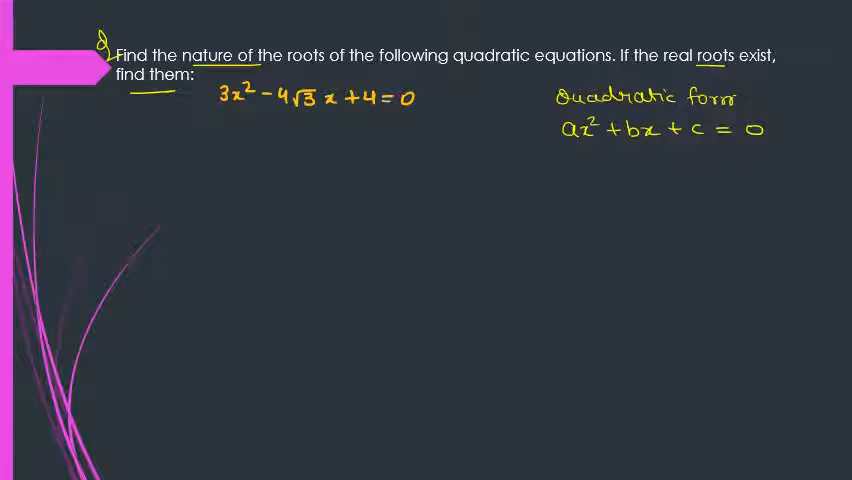 Q
Find the nature of the roots of the following quadratic equations. If the real roots exist,
find them:
3x² - 4√3 x + 4 = 0
Quadratic form
ax² + bx + c = 0